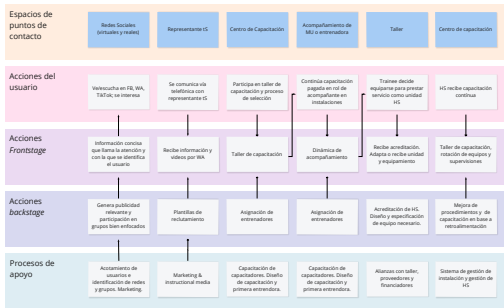 Espacios de
puntos de
contacto
Redes Sociales
(virtuales y reales)
Representante tS
Centro de Capacitación
Acompañamiento de
MU o entrenadora
Taller
Centro de capacitación
Acciones del
usuario
Ve/escucha en FB, WA,
TikTok; se interesa
Se comunica vía
telefónica con
representante tS
Participa en taller de
capacitación y proceso
de selección
Continúa capacitación
pagada en rol de
acompañante en
instalaciones
Trainee decide
equiparse para prestar
servicio como unidad
HS
HS recibe capacitación
continua
Acciones
Frontstage
Información concisa
que llama la atención y
con la que se identifica
el usuario
Recibe información y
videos por WA
Taller de capacitación
Dinámica de
acompañamiento
Recibe acreditación.
Adapta o recibe unidad
y equipamiento
Taller de capacitación,
rotación de equipos y
supervisiones
Acciones
backstage
Genera publicidad
relevante y
participación en
grupos bien enfocados
Plantillas de
reclutamiento
Asignación de
entrenadores
Asignación de
entrenadores
Acreditación de HS.
Diseño y especificación
de equipo necesario.
Mejora de
procedimientos y de
capacitación en base a
retroalimentación
Procesos de
apoyo
Acotamiento de
usuarios e
identificación de redes
y grupos. Marketing.
Marketing &
instructional media
Capacitación de
capacitadores. Diseño
de capacitación y
primera entrenadora.
Capacitación de
capacitadores. Diseño
de capacitación y
primera entrenadora.
Alianzas con taller,
proveedores y
financiadores
Sistema de gestión de
instalación y gestión de
HS